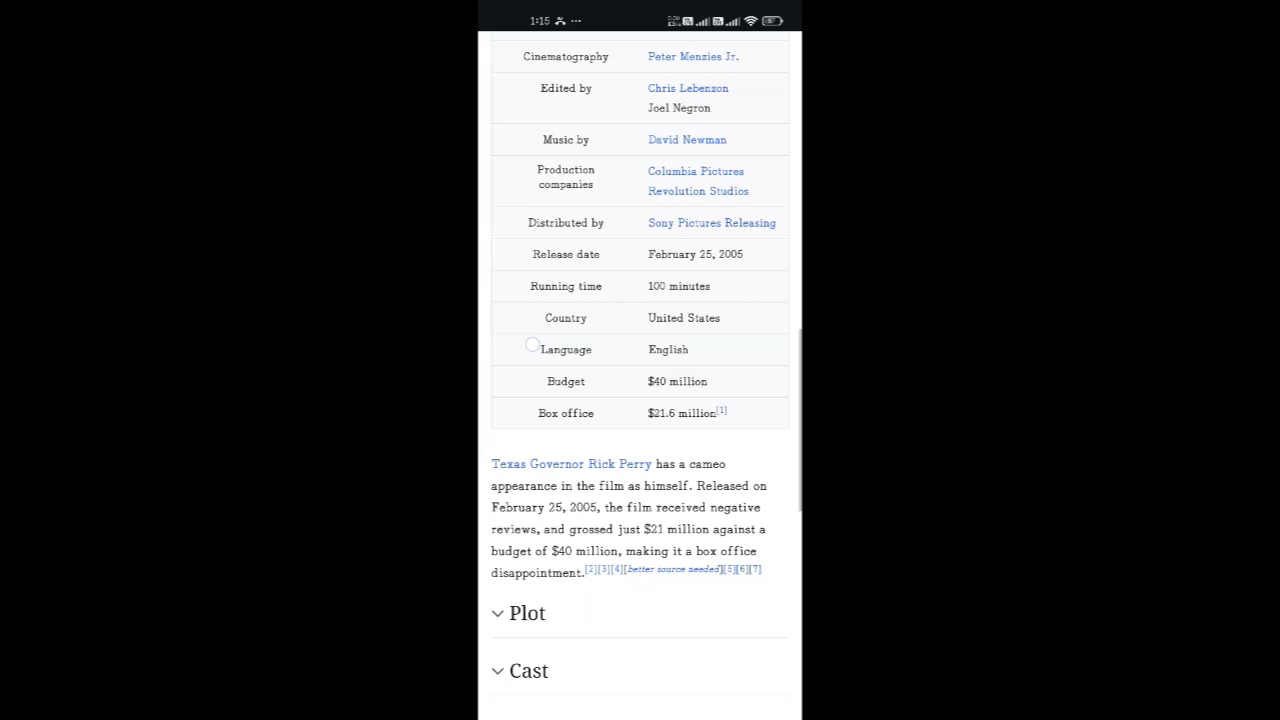 1:15
Cinematography Peter Menzies Jr.
Edited by Chris Lebenzon
Joel Negron
Music by David Newman
Production companies Columbia Pictures
Revolution Studios
Distributed by Sony Pictures Releasing
Release date February 25, 2005
Running time 100 minutes
Country United States
Language English
Budget $40 million
Box office $21.6 million[1]
Texas Governor Rick Perry has a cameo
appearance in the film as himself. Released on
February 25, 2005, the film received negative
reviews, and grossed just $21 million against a
budget of $40 million, making it a box office
disappointment.[2][3][4][better source needed][5][6][7]
Plot
Cast